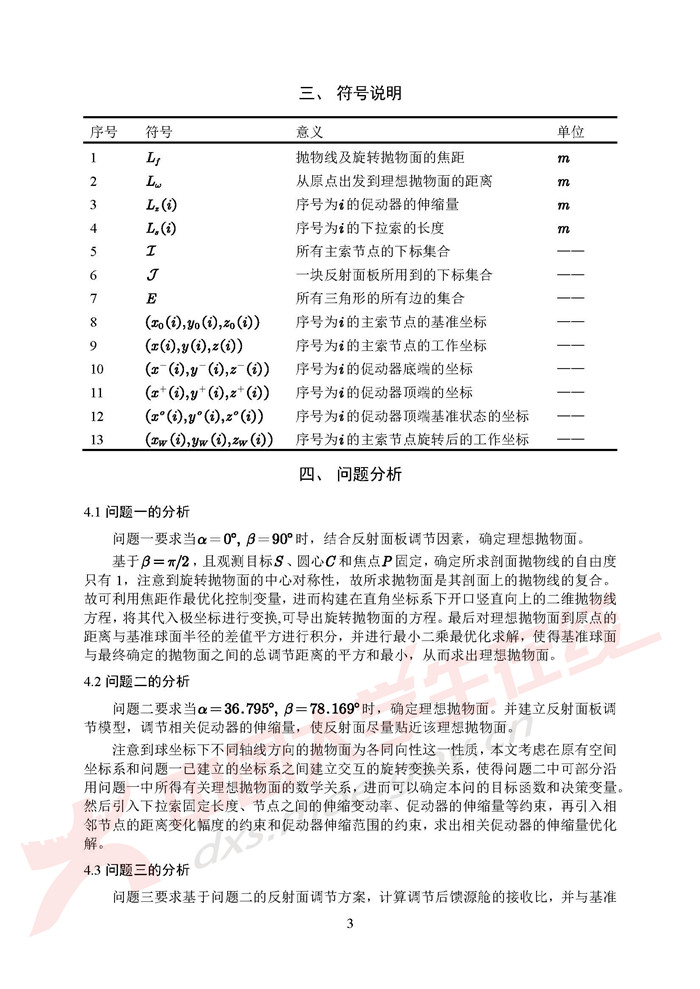 三、 符号说明
序号 符号 意义 单位
1 L_f 抛物线及旋转抛物面的焦距 m
2 L_ω 从原点出发到理想抛物面的距离 m
3 L_z(i) 序号为i的促动器的伸缩量 m
4 L_s(i) 序号为i的下拉索的长度 m
5 I 所有主索节点的下标集合 ——
6 J 一块反射面板所用到的下标集合 ——
7 E 所有三角形的所有边的集合 ——
8 (x₀(i),y₀(i),z₀(i)) 序号为i的主索节点的基准坐标 ——
9 (x(i),y(i),z(i)) 序号为i的主索节点的工作坐标 ——
10 (x⁻(i),y⁻(i),z⁻(i)) 序号为i的促动器底端的坐标 ——
11 (x⁺(i),y⁺(i),z⁺(i)) 序号为i的促动器顶端的坐标 ——
12 (xᵒ(i),yᵒ(i),zᵒ(i)) 序号为i的促动器顶端基准状态的坐标 ——
13 (x_W(i),y_W(i),z_W(i)) 序号为i的主索节点旋转后的工作坐标 ——
四、 问题分析
4.1 问题一的分析
问题一要求当α=0°, β=90°时，结合反射面板调节因素，确定理想抛物面。
基于β=π/2，且观测目标S、圆心C和焦点P固定，确定所求剖面抛物线的自由度
只有 1，注意到旋转抛物面的中心对称性，故所求抛物面是其剖面上的抛物线的复合。
故可利用焦距作最优化控制变量，进而构建在直角坐标系下开口竖直向上的二维抛物线
方程，将其代入极坐标进行变换,可导出旋转抛物面的方程。最后对理想抛物面到原点的
距离与基准球面半径的差值平方进行积分，并进行最小二乘最优化求解，使得基准球面
与最终确定的抛物面之间的总调节距离的平方和最小，从而求出理想抛物面。
4.2 问题二的分析
问题二要求当α=36.795°, β=78.169°时，确定理想抛物面。并建立反射面板调
节模型，调节相关促动器的伸缩量，使反射面尽量贴近该理想抛物面。
注意到球坐标下不同轴线方向的抛物面为各向同性这一性质，本文考虑在原有空间
坐标系和问题一已建立的坐标系之间建立交互的旋转变换关系，使得问题二中可部分沿
用问题一中所得有关理想抛物面的数学关系，进而可以确定本问的目标函数和决策变量。
然后引入下拉索固定长度、节点之间的伸缩变动率、促动器的伸缩量等约束，再引入相
邻节点的距离变化幅度的约束和促动器伸缩范围的约束，求出相关促动器的伸缩量优化
解。
4.3 问题三的分析
问题三要求基于问题二的反射面调节方案，计算调节后馈源舱的接收比，并与基准
3